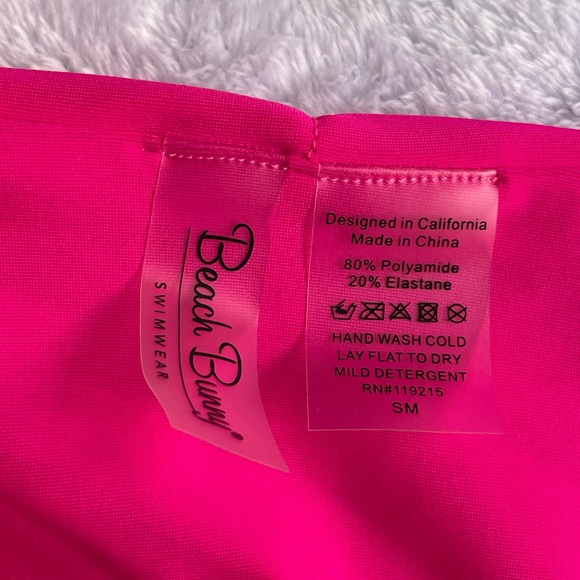 Beach Bunny®
SWIMWEAR
Designed in California
Made in China
80% Polyamide
20% Elastane
HAND WASH COLD
LAY FLAT TO DRY
MILD DETERGENT
RN#119215
SM